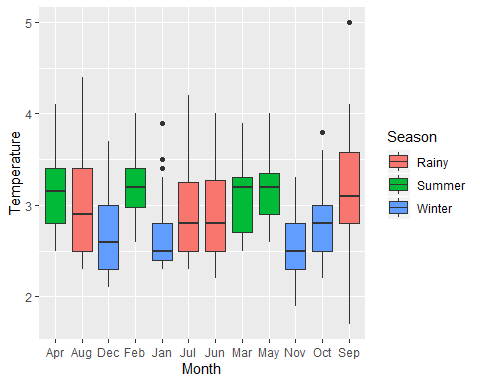 5
4
3
2
Temperature
Apr Aug Dec Feb Jan Jul Jun Mar May Nov Oct Sep
Month
Season
Rainy
Summer
Winter